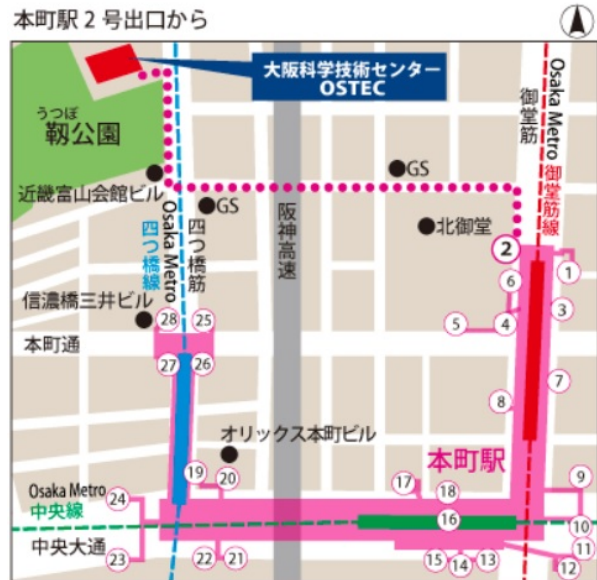 本町駅２号出口から
大阪科学技術センター
OSTEC
うつぼ
靱公園
近畿富山会館ビル
GS
Osaka Metro
四つ橋線
四つ橋筋
阪神高速
GS
北御堂
御堂筋
Osaka Metro
御堂筋線
2
1
6
3
5
4
信濃橋三井ビル
28
25
本町通
27
26
7
8
オリックス本町ビル
本町駅
19
20
17
18
9
Osaka Metro
中央線
24
16
10
中央大通
23
22
21
15
14
13
11
12